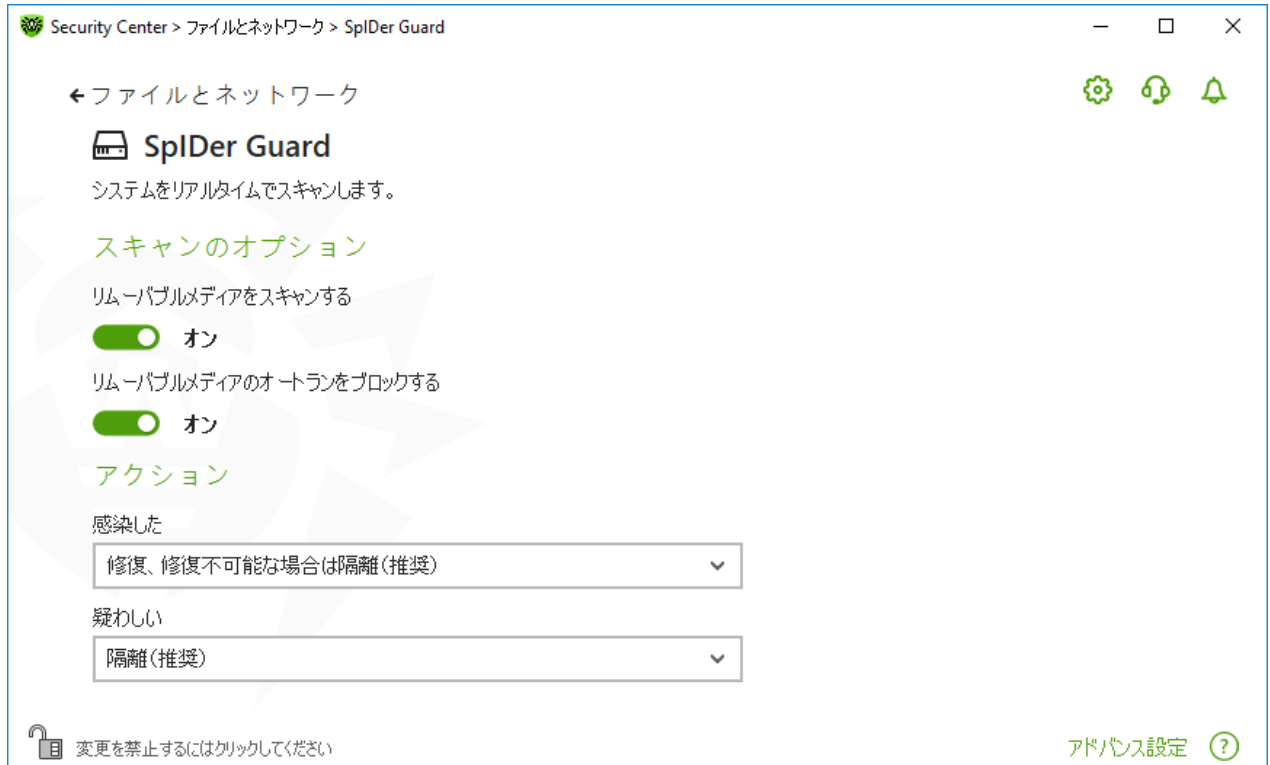 Security Center > ファイルとネットワーク > SpIDer Guard
ファイルとネットワーク
SpIDer Guard
システムをリアルタイムでスキャンします。
スキャンのオプション
リムーバブルメディアをスキャンする
オン
リムーバブルメディアのオートランをブロックする
オン
アクション
感染した
修復、修復不可能な場合は隔離(推奨)
疑わしい
隔離(推奨)
変更を禁止するにはクリックしてください
アドバンス設定 ?